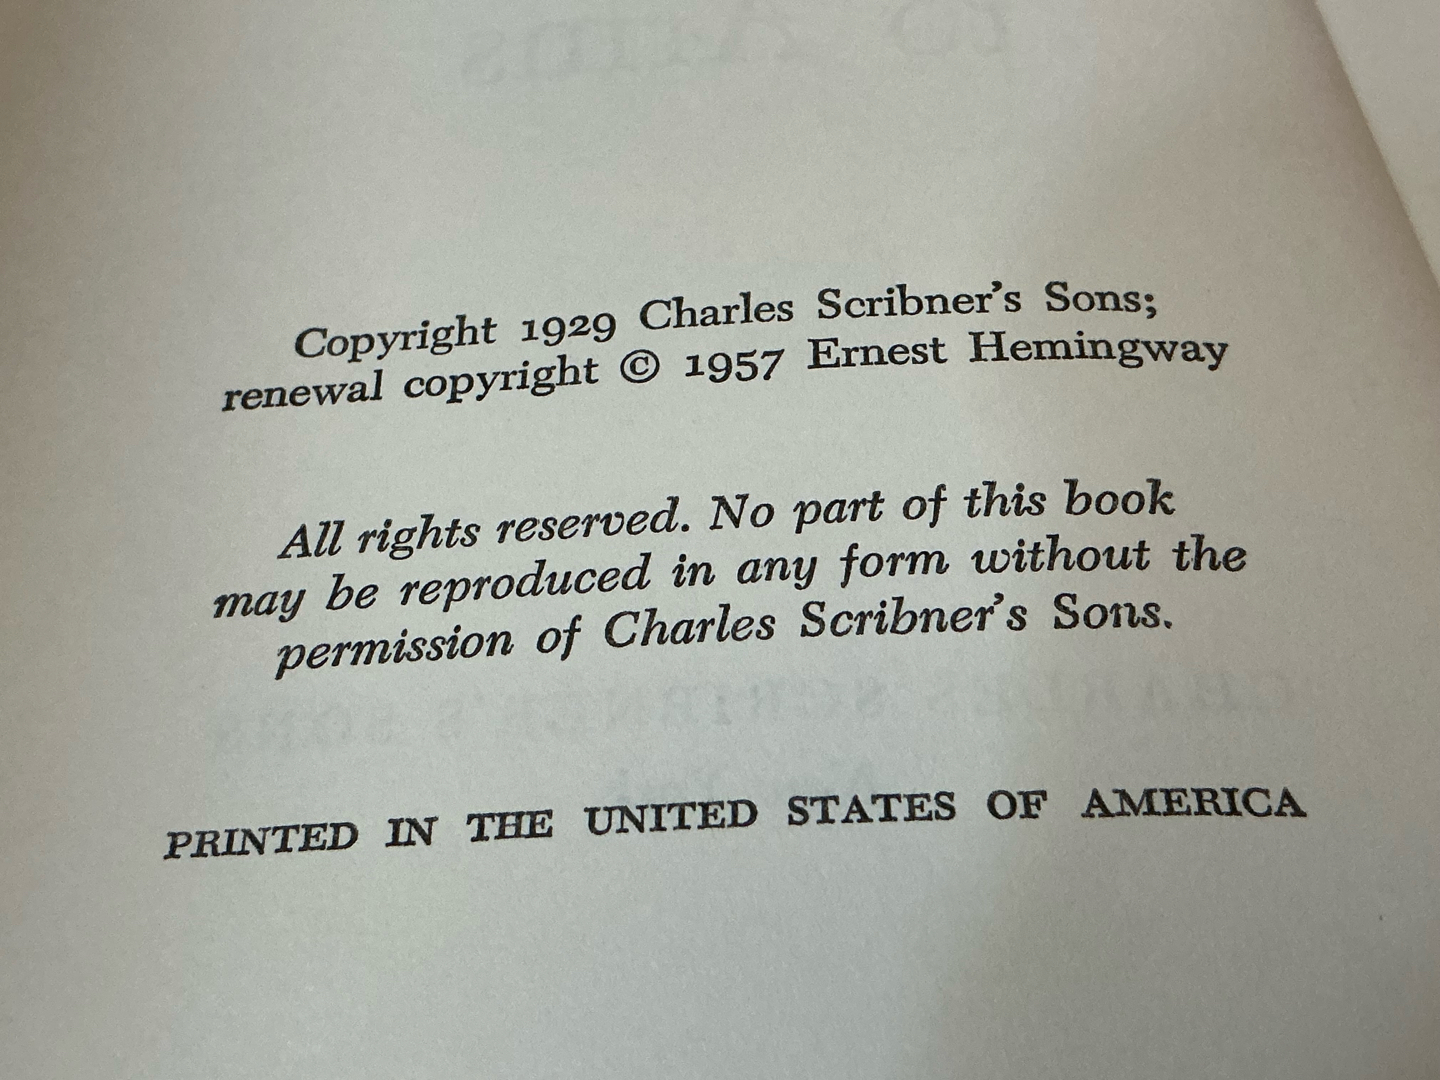 Copyright 1929 Charles Scribner's Sons;
renewal copyright © 1957 Ernest Hemingway
All rights reserved. No part of this book
may be reproduced in any form without the
permission of Charles Scribner's Sons.
PRINTED IN THE UNITED STATES OF AMERICA